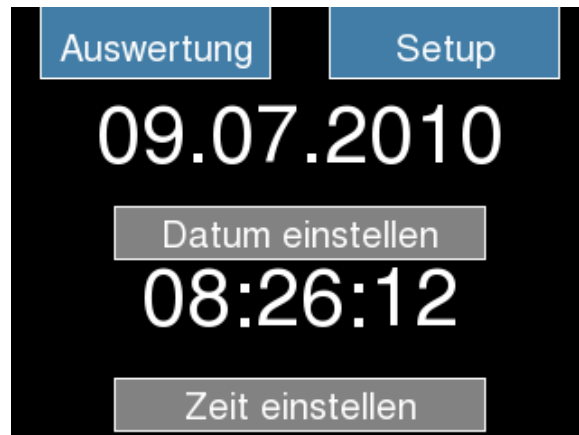 Auswertung Setup
09.07.2010
Datum einstellen
08:26:12
Zeit einstellen